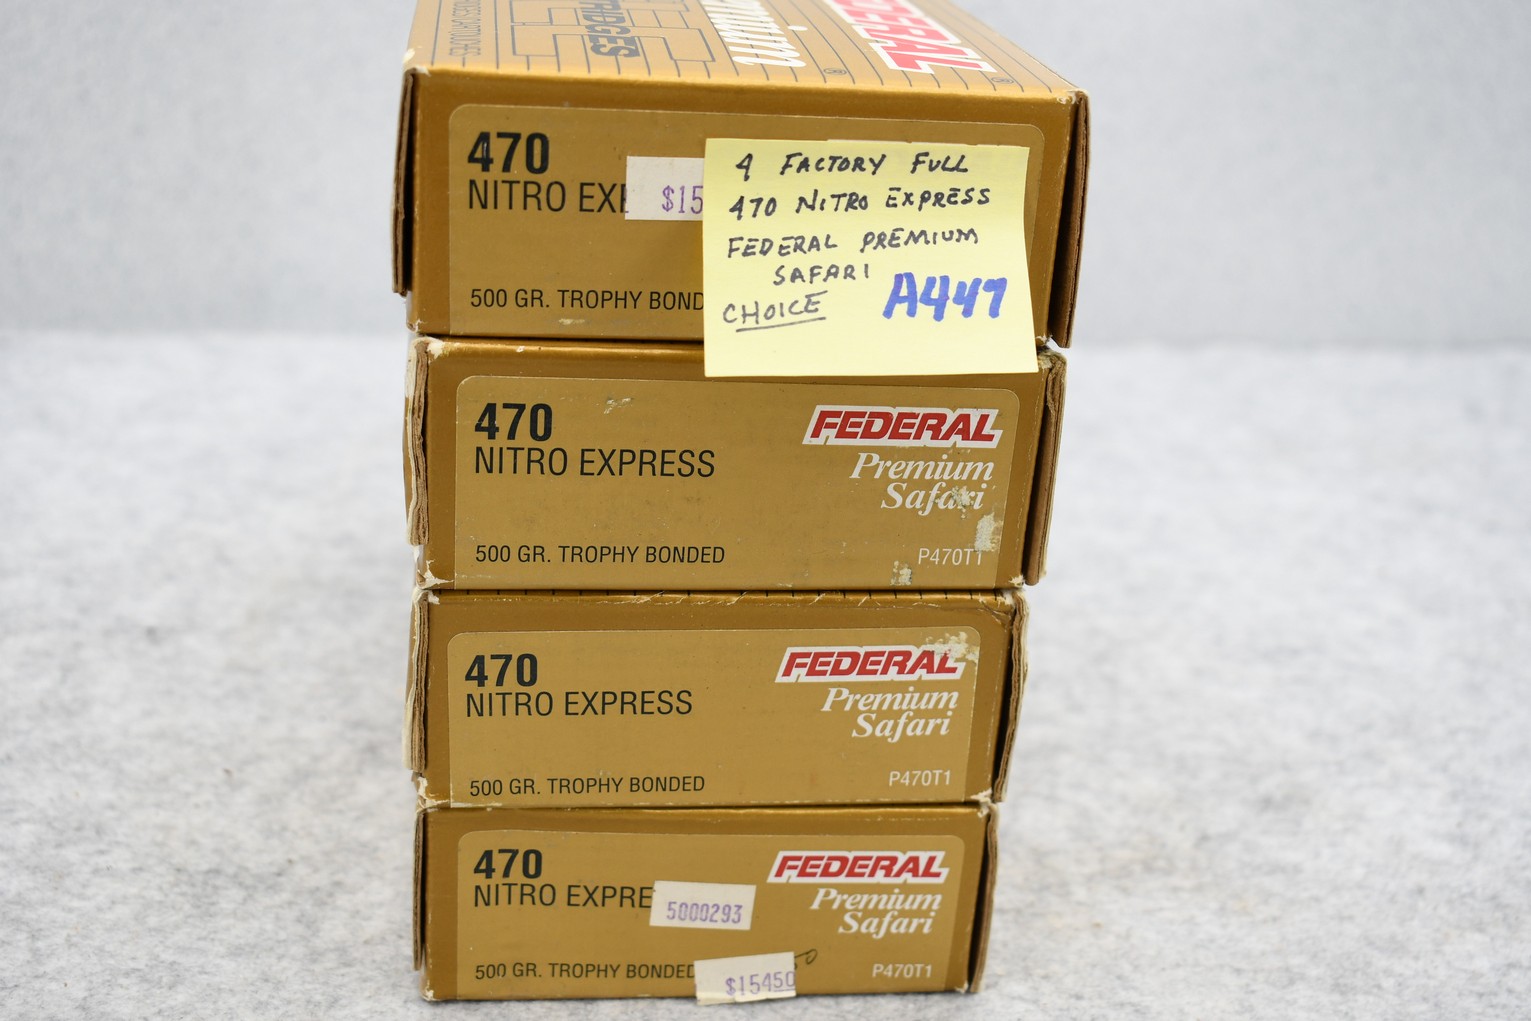 FEDERAL
®
®
470
NITRO EXP
$15
500 GR. TROPHY BOND
4 FACTORY FULL
470 NITRO EXPRESS
FEDERAL PREMIUM
SAFARI
CHOICE
A447
470
NITRO EXPRESS
500 GR. TROPHY BONDED
FEDERAL
Premium
Safari
P470T1
470
NITRO EXPRESS
500 GR. TROPHY BONDED
FEDERAL
Premium
Safari
P470T1
470
NITRO EXPRE
5000293
500 GR. TROPHY BONDED
$15450
FEDERAL
Premium
Safari
P470T1